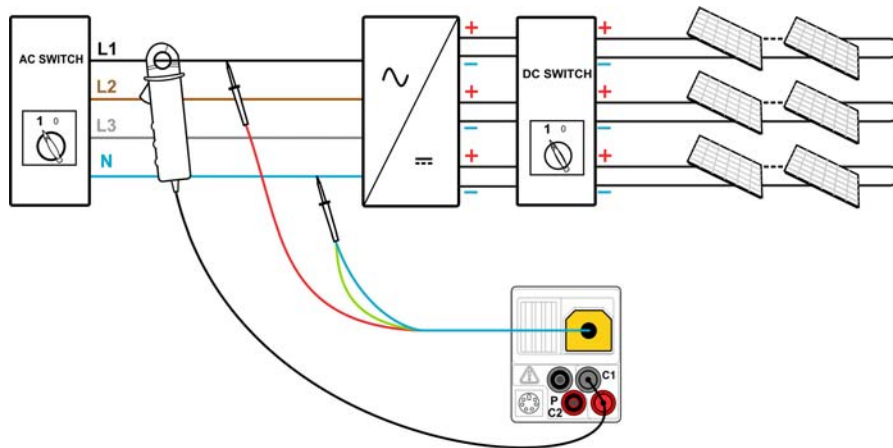 AC SWITCH
L1
L2
L3
N
1 0
+
−
+
−
+
−
DC SWITCH
1 0
+
−
+
−
+
−
C1
P
C2